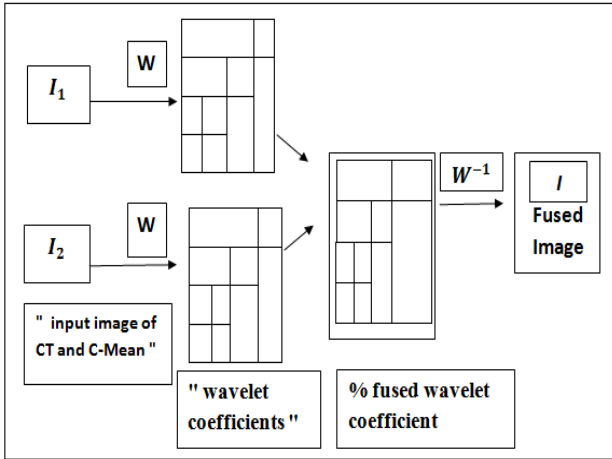 W
I₁
W⁻¹
I
Fused
Image
W
I₂
" input image of
CT and C-Mean "
" wavelet
coefficients "
% fused wavelet
coefficient